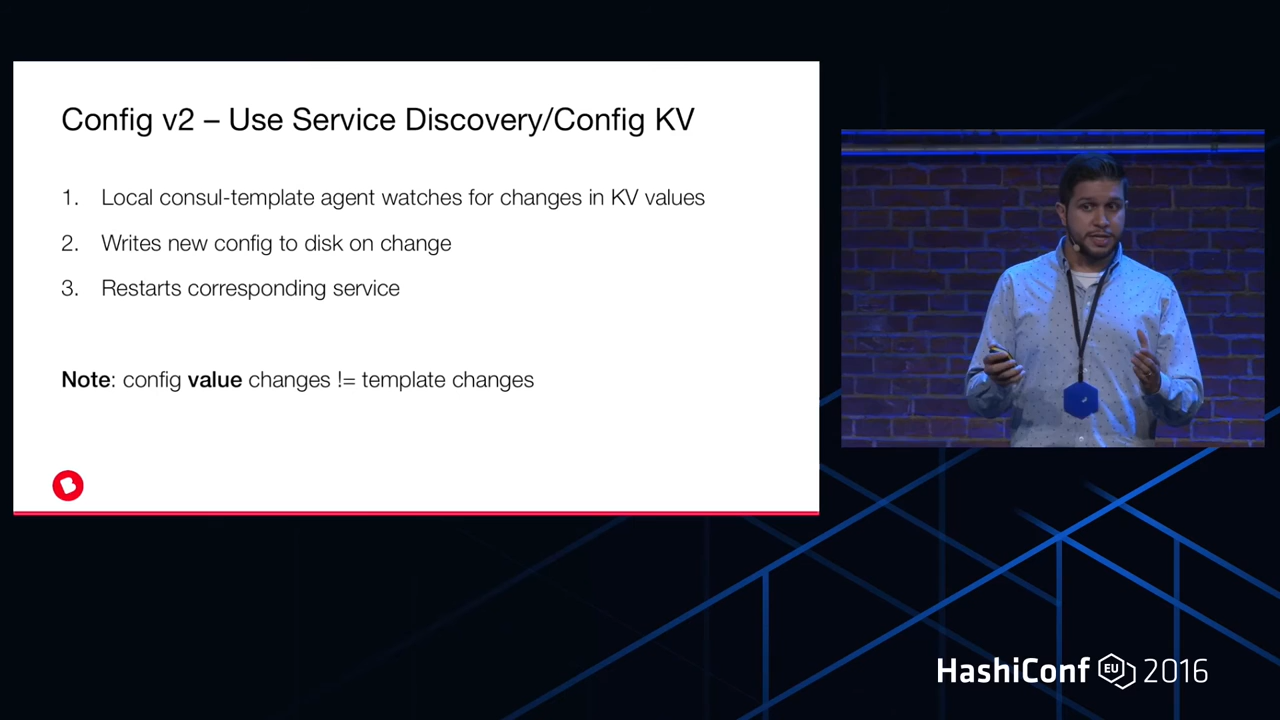 Config v2 – Use Service Discovery/Config KV
1. Local consul-template agent watches for changes in KV values
2. Writes new config to disk on change
3. Restarts corresponding service
Note: config value changes != template changes
HashiConf EU 2016